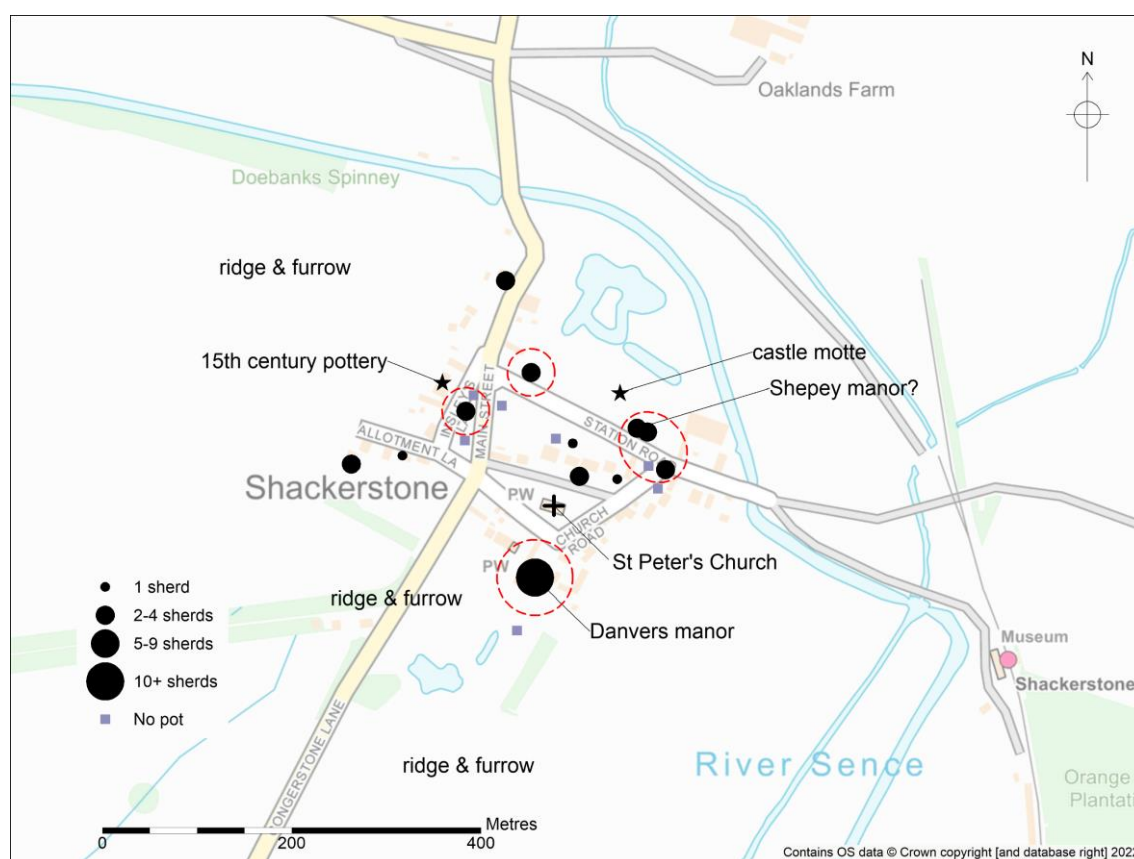 N
Oaklands Farm
Doebanks Spinney
ridge & furrow
15th century pottery
castle motte
Shepey manor?
INSLEY'S
MAIN STREET
STATION ROAD
ALLOTMENT LA
Shackerstone
PW
CHURCH
ROAD
St Peter's Church
PW
ridge & furrow
Danvers manor
1 sherd
2-4 sherds
5-9 sherds
10+ sherds
No pot
Museum
Shackerstone
CONGERSTONE LANE
ridge & furrow
River Sence
Orange
Plantati
Metres
0
200
400
Contains OS data © Crown copyright [and database right] 202